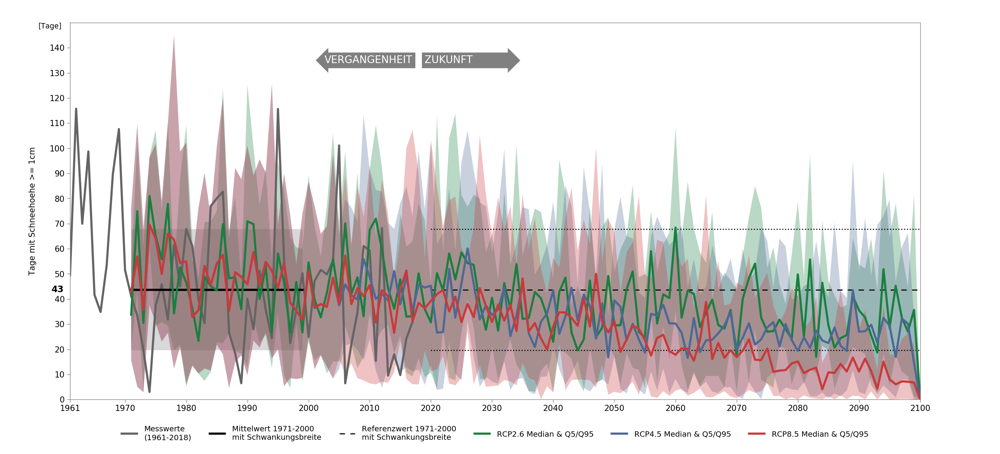 [Tage]
VERGANGENHEIT ZUKUNFT
Tage mit Schneehoehe >= 1cm
140
130
120
110
100
90
80
70
60
50
43
40
30
20
10
0
1961 1970 1980 1990 2000 2010 2020 2030 2040 2050 2060 2070 2080 2090 2100
Messwerte
(1961-2018)
Mittelwert 1971-2000
mit Schwankungsbreite
Referenzwert 1971-2000
mit Schwankungsbreite
RCP2.6 Median & Q5/Q95
RCP4.5 Median & Q5/Q95
RCP8.5 Median & Q5/Q95